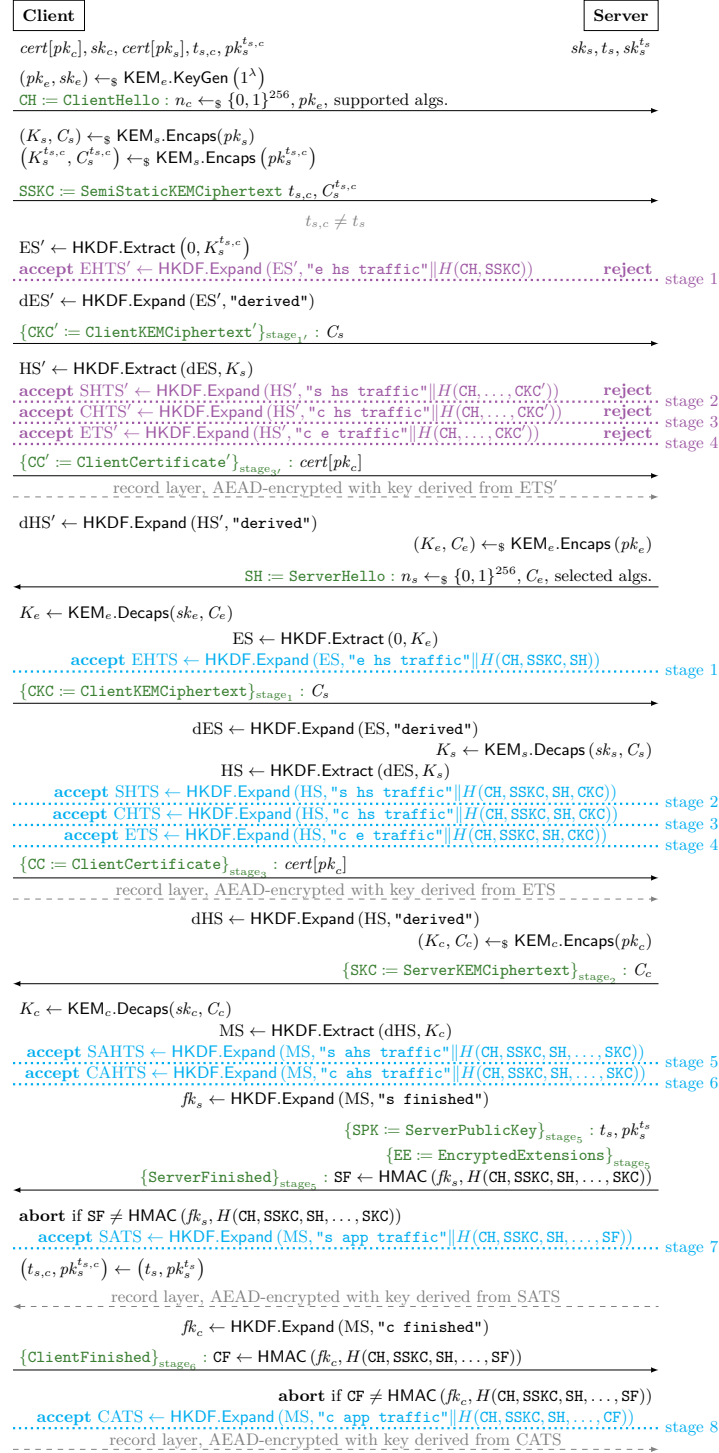 Client Server
cert[pk_c], sk_c, cert[pk_s], t_{s,c}, pk_s^{t_{s,c}} sk_s, t_s, sk_s^{t_s}
(pk_e, sk_e) ←_$ KEM_e.KeyGen (1^λ)
CH := ClientHello : n_c ←_$ {0, 1}^{256}, pk_e, supported algs.
(K_s, C_s) ←_$ KEM_s.Encaps(pk_s)
(K_s^{t_{s,c}}, C_s^{t_{s,c}}) ←_$ KEM_s.Encaps (pk_s^{t_{s,c}})
SSKC := SemiStaticKEMCiphertext t_{s,c}, C_s^{t_{s,c}}
t_{s,c} ≠ t_s
ES′ ← HKDF.Extract (0, K_s^{t_{s,c}})
accept EHTS′ ← HKDF.Expand (ES′, "e hs traffic"‖H(CH, SSKC)) reject
stage 1
dES′ ← HKDF.Expand (ES′, "derived")
{CKC′ := ClientKEMCiphertext′}_{stage_{1′}} : C_s
HS′ ← HKDF.Extract (dES, K_s)
accept SHTS′ ← HKDF.Expand (HS′, "s hs traffic"‖H(CH, . . . , CKC′)) reject
stage 2
accept CHTS′ ← HKDF.Expand (HS′, "c hs traffic"‖H(CH, . . . , CKC′)) reject
stage 3
accept ETS′ ← HKDF.Expand (HS′, "c e traffic"‖H(CH, . . . , CKC′)) reject
stage 4
{CC′ := ClientCertificate′}_{stage_{3′}} : cert[pk_c]
record layer, AEAD-encrypted with key derived from ETS′
dHS′ ← HKDF.Expand (HS′, "derived")
(K_e, C_e) ←_$ KEM_e.Encaps (pk_e)
SH := ServerHello : n_s ←_$ {0, 1}^{256}, C_e, selected algs.
K_e ← KEM_e.Decaps(sk_e, C_e)
ES ← HKDF.Extract (0, K_e)
accept EHTS ← HKDF.Expand (ES, "e hs traffic"‖H(CH, SSKC, SH))
stage 1
{CKC := ClientKEMCiphertext}_{stage_1} : C_s
dES ← HKDF.Expand (ES, "derived")
K_s ← KEM_s.Decaps (sk_s, C_s)
HS ← HKDF.Extract (dES, K_s)
accept SHTS ← HKDF.Expand (HS, "s hs traffic"‖H(CH, SSKC, SH, CKC))
stage 2
accept CHTS ← HKDF.Expand (HS, "c hs traffic"‖H(CH, SSKC, SH, CKC))
stage 3
accept ETS ← HKDF.Expand (HS, "c e traffic"‖H(CH, SSKC, SH, CKC))
stage 4
{CC := ClientCertificate}_{stage_3} : cert[pk_c]
record layer, AEAD-encrypted with key derived from ETS
dHS ← HKDF.Expand (HS, "derived")
(K_c, C_c) ←_$ KEM_c.Encaps(pk_c)
{SKC := ServerKEMCiphertext}_{stage_2} : C_c
K_c ← KEM_c.Decaps(sk_c, C_c)
MS ← HKDF.Extract (dHS, K_c)
accept SAHTS ← HKDF.Expand (MS, "s ahs traffic"‖H(CH, SSKC, SH, . . . , SKC))
stage 5
accept CAHTS ← HKDF.Expand (MS, "c ahs traffic"‖H(CH, SSKC, SH, . . . , SKC))
stage 6
fk_s ← HKDF.Expand (MS, "s finished")
{SPK := ServerPublicKey}_{stage_5} : t_s, pk_s^{t_s}
{EE := EncryptedExtensions}_{stage_5}
{ServerFinished}_{stage_5} : SF ← HMAC (fk_s, H(CH, SSKC, SH, . . . , SKC))
abort if SF ≠ HMAC (fk_s, H(CH, SSKC, SH, . . . , SKC))
accept SATS ← HKDF.Expand (MS, "s app traffic"‖H(CH, SSKC, SH, . . . , SF))
stage 7
(t_{s,c}, pk_s^{t_{s,c}}) ← (t_s, pk_s^{t_s})
record layer, AEAD-encrypted with key derived from SATS
fk_c ← HKDF.Expand (MS, "c finished")
{ClientFinished}_{stage_6} : CF ← HMAC (fk_c, H(CH, SSKC, SH, . . . , SF))
abort if CF ≠ HMAC (fk_c, H(CH, SSKC, SH, . . . , SF))
accept CATS ← HKDF.Expand (MS, "c app traffic"‖H(CH, SSKC, SH, . . . , CF))
stage 8
record layer, AEAD-encrypted with key derived from CATS